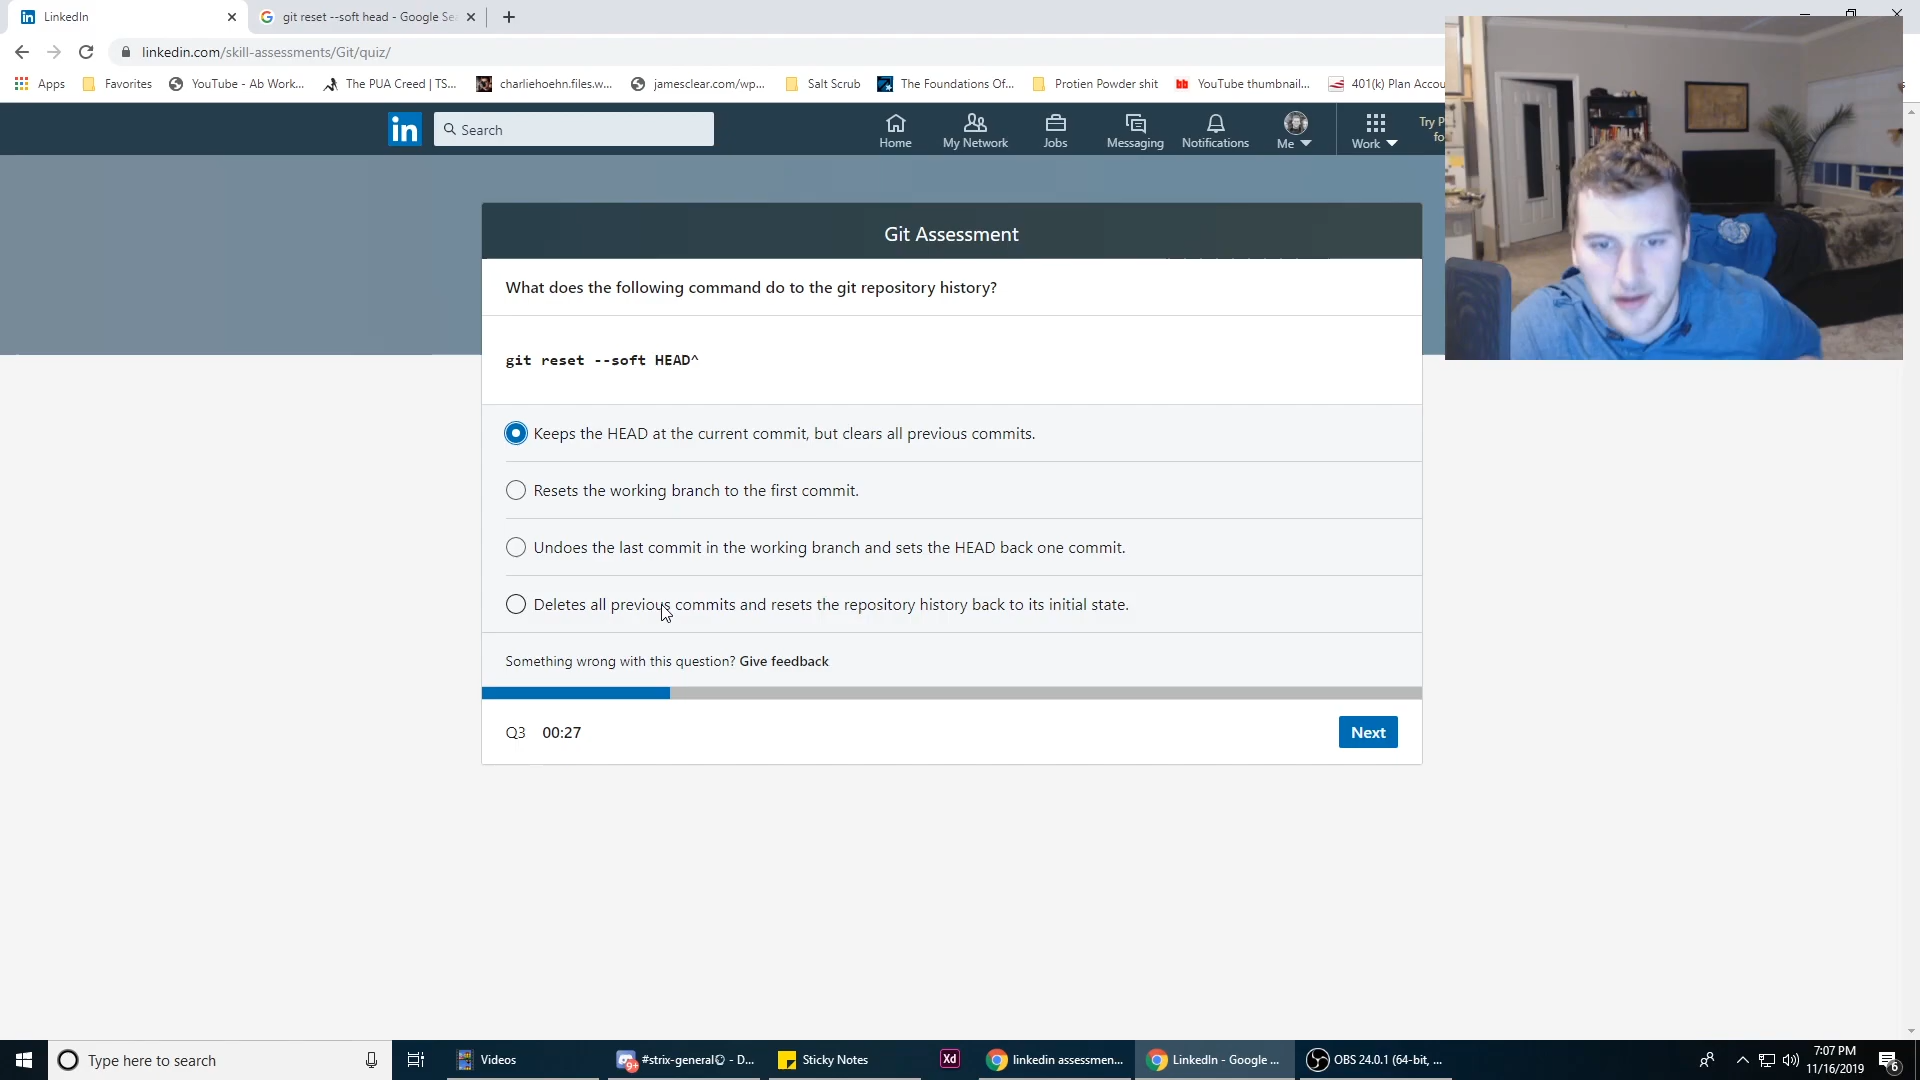 LinkedIn
git reset --soft head - Google Sea
linkedin.com/skill-assessments/Git/quiz/
Apps
Favorites
YouTube - Ab Work...
The PUA Creed | TS...
charliehoehn.files.w...
jamesclear.com/wp...
Salt Scrub
The Foundations Of...
Protien Powder shit
YouTube thumbnail...
401(k) Plan Accou
in
Search
Home
My Network
Jobs
Messaging
Notifications
Me
Work
Try P
fo
Git Assessment
What does the following command do to the git repository history?
git reset --soft HEAD^
Keeps the HEAD at the current commit, but clears all previous commits.
Resets the working branch to the first commit.
Undoes the last commit in the working branch and sets the HEAD back one commit.
Deletes all previous commits and resets the repository history back to its initial state.
Something wrong with this question? Give feedback
Q3 00:27
Next
Type here to search
Videos
9+
#strix-general© - D...
Sticky Notes
Xd
linkedin assessmen...
LinkedIn - Google ...
OBS 24.0.1 (64-bit, ...
7:07 PM
11/16/2019
6